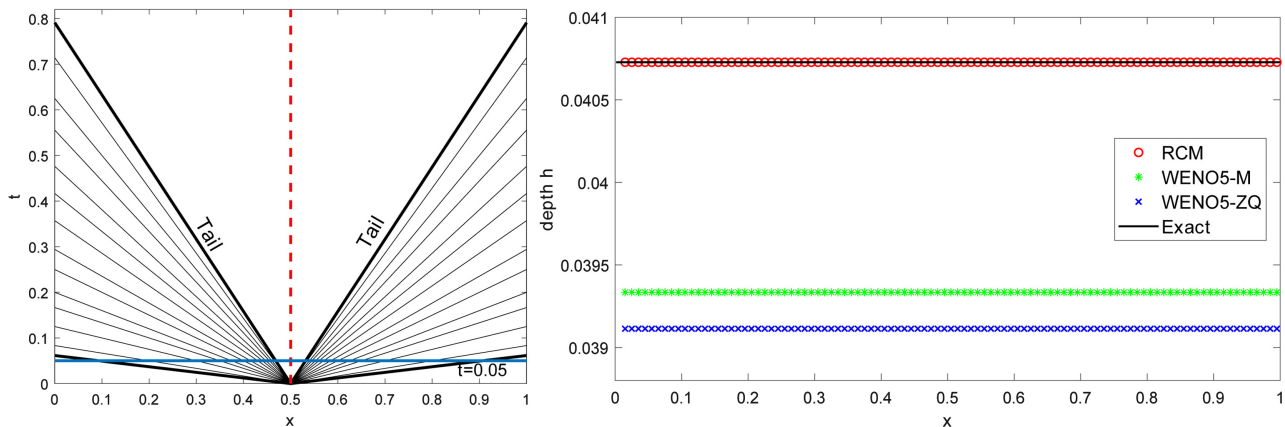 0.8
0.7
0.6
0.5
0.4
0.3
0.2
0.1
0
t
Tail
Tail
t=0.05
0 0.1 0.2 0.3 0.4 0.5 0.6 0.7 0.8 0.9 1
x
0.041
0.0405
0.04
0.0395
0.039
depth h
RCM
WENO5-M
WENO5-ZQ
Exact
0 0.1 0.2 0.3 0.4 0.5 0.6 0.7 0.8 0.9 1
x